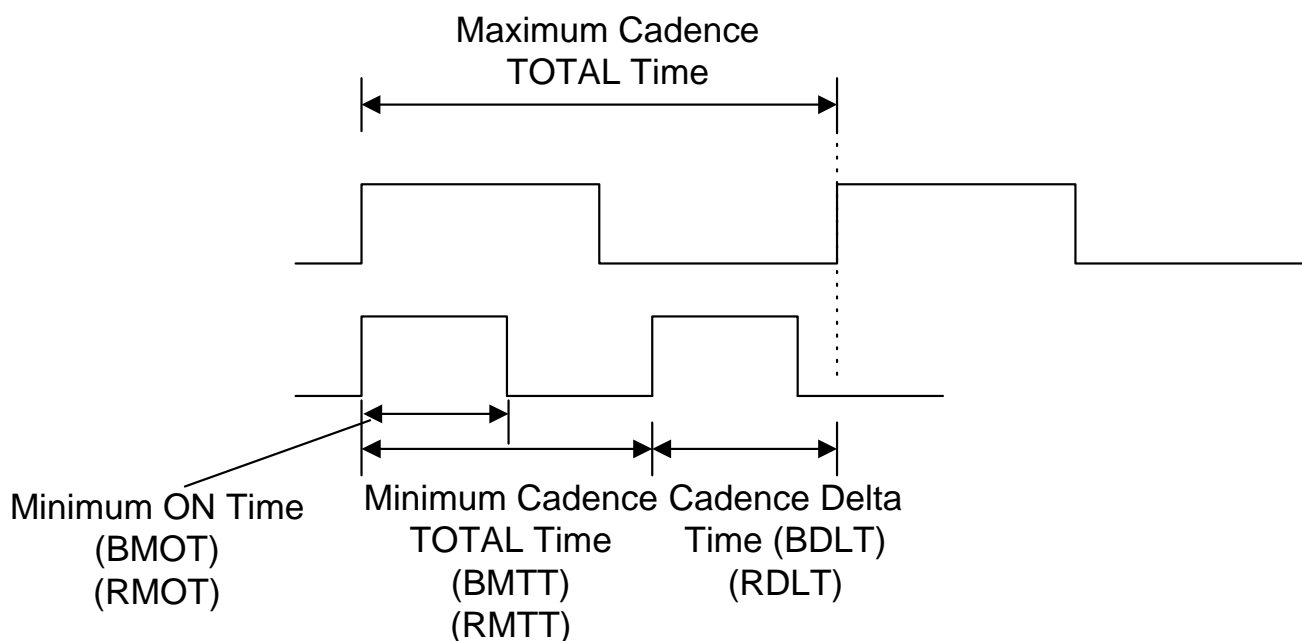 Maximum Cadence
TOTAL Time
Minimum ON Time
(BMOT)
(RMOT)
Minimum Cadence
TOTAL Time
(BMTT)
(RMTT)
Cadence Delta
Time (BDLT)
(RDLT)